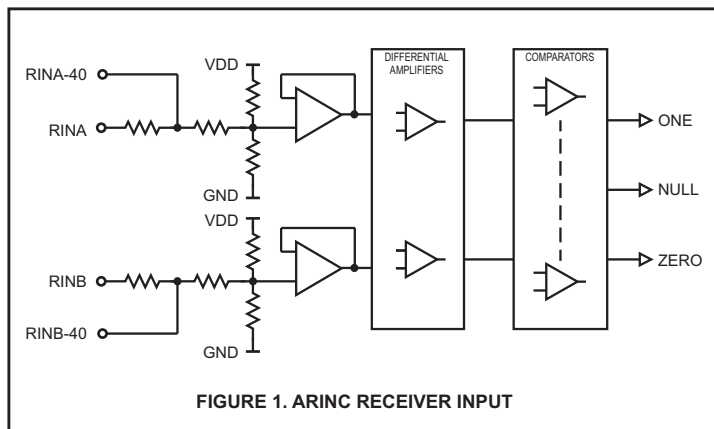 RINA-40
VDD
DIFFERENTIAL
AMPLIFIERS
COMPARATORS
RINA
ONE
GND
NULL
VDD
RINB
ZERO
RINB-40
GND
FIGURE 1. ARINC RECEIVER INPUT